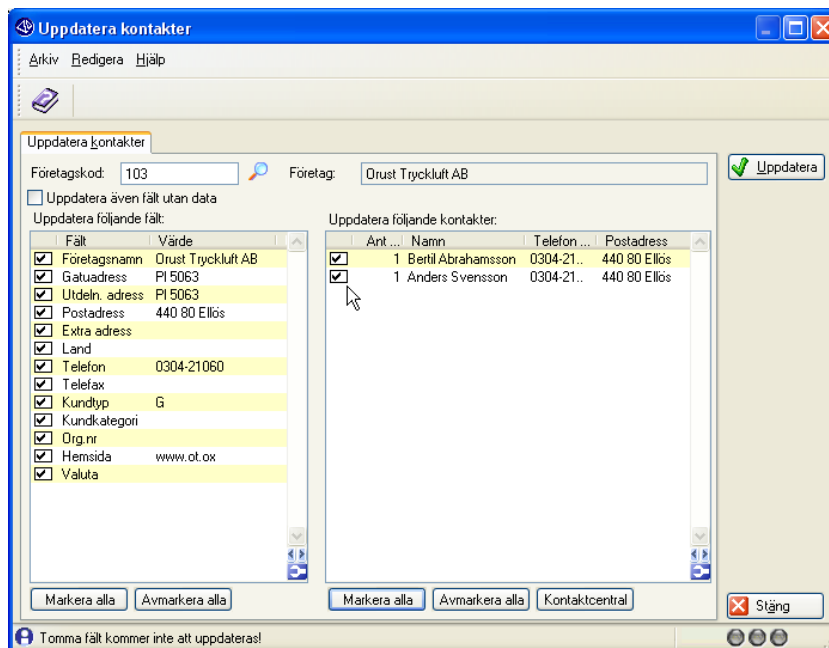 Uppdatera kontakter
Arkiv Redigera Hjälp
Uppdatera kontakter
Företagskod: 103 Företag: Orust Tryckluft AB
Uppdatera
Uppdatera även fält utan data
Uppdatera följande fält:
Fält Värde
Företagsnamn Orust Tryckluft AB
Gatuadress Pl 5063
Utdeln. adress Pl 5063
Postadress 440 80 Ellös
Extra adress
Land
Telefon 0304-21060
Telefax
Kundtyp G
Kundkategori
Org.nr
Hemsida www.ot.ox
Valuta
Markera alla Avmarkera alla
Uppdatera följande kontakter:
Ant ... Namn Telefon ... Postadress
1 Bertil Abrahamsson 0304-21.. 440 80 Ellös
1 Anders Svensson 0304-21.. 440 80 Ellös
Markera alla Avmarkera alla Kontaktcentral
Stäng
Tomma fält kommer inte att uppdateras!